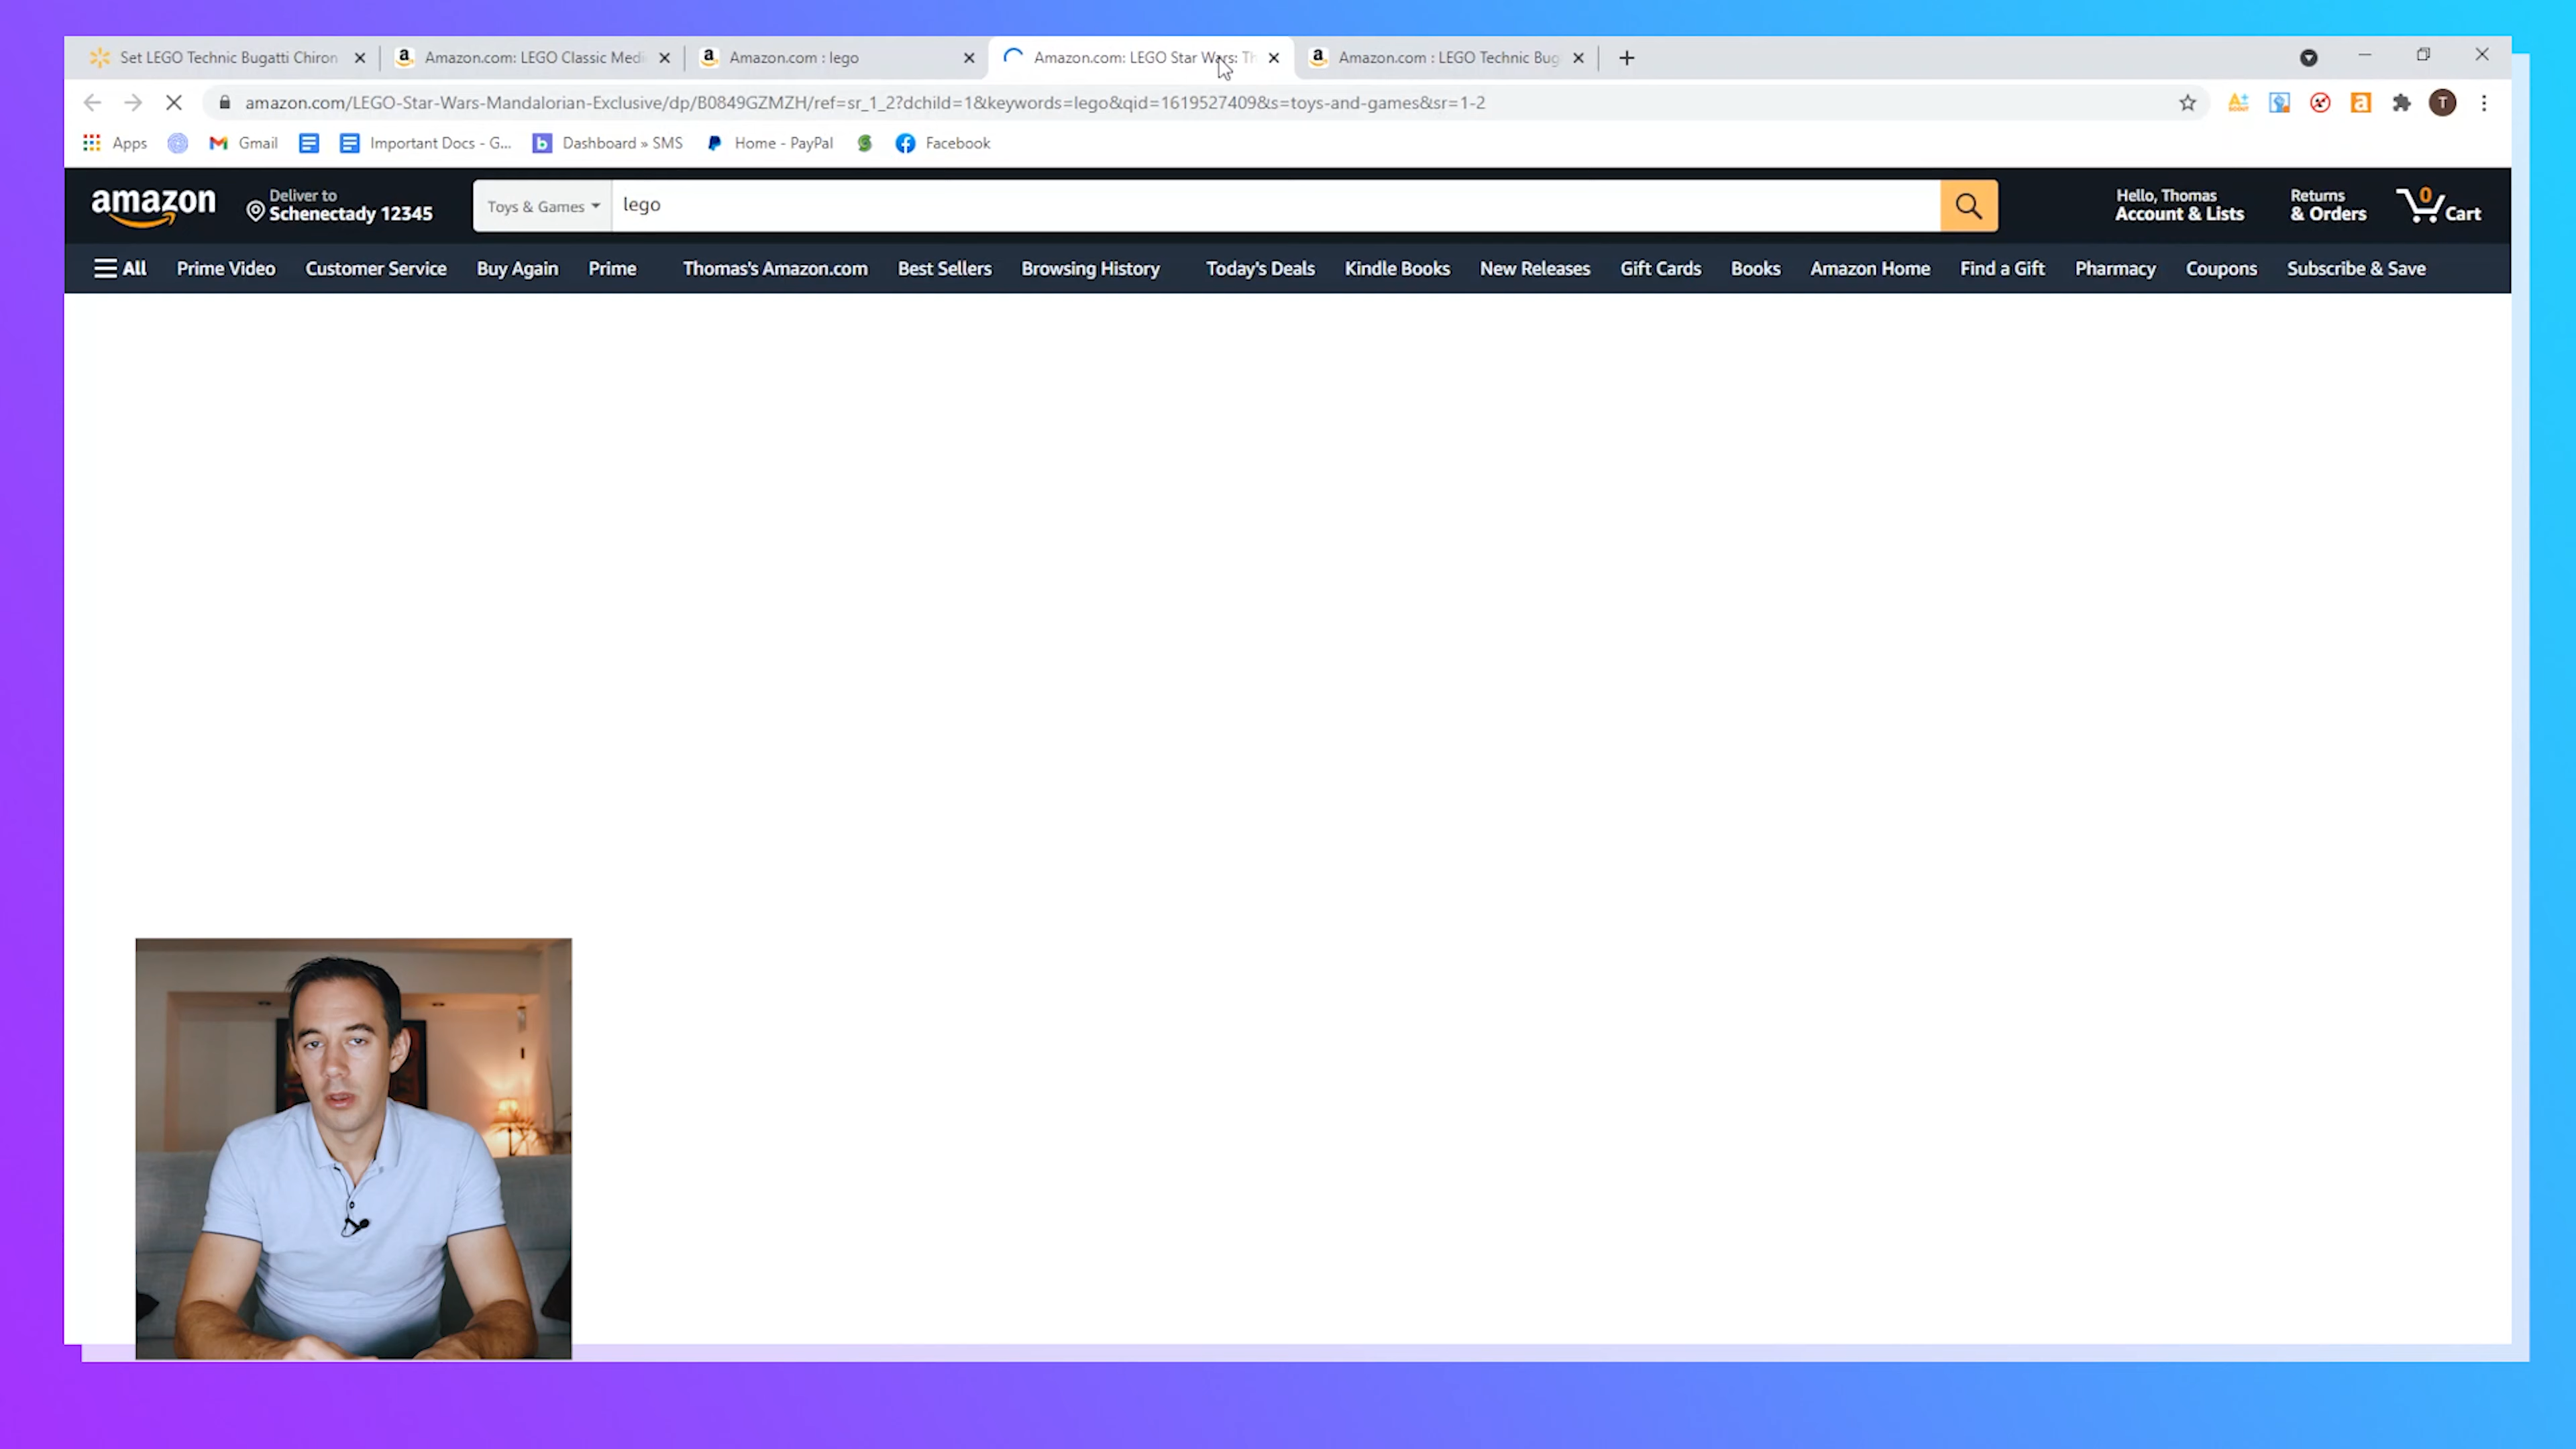 Set LEGO Technic Bugatti Chiron
Amazon.com: LEGO Classic Medi
Amazon.com : lego
Amazon.com: LEGO Star Wars: Th
Amazon.com : LEGO Technic Bug
amazon.com/LEGO-Star-Wars-Mandalorian-Exclusive/dp/B0849GZMZH/ref=sr_1_2?dchild=1&keywords=lego&qid=1619527409&s=toys-and-games&sr=1-2
T
Apps Gmail Important Docs - G... Dashboard » SMS Home - PayPal Facebook
amazon
Deliver to
Schenectady 12345
Toys & Games
lego
Hello, Thomas
Account & Lists
Returns
& Orders
0
Cart
All Prime Video Customer Service Buy Again Prime Thomas's Amazon.com Best Sellers Browsing History Today's Deals Kindle Books New Releases Gift Cards Books Amazon Home Find a Gift Pharmacy Coupons Subscribe & Save